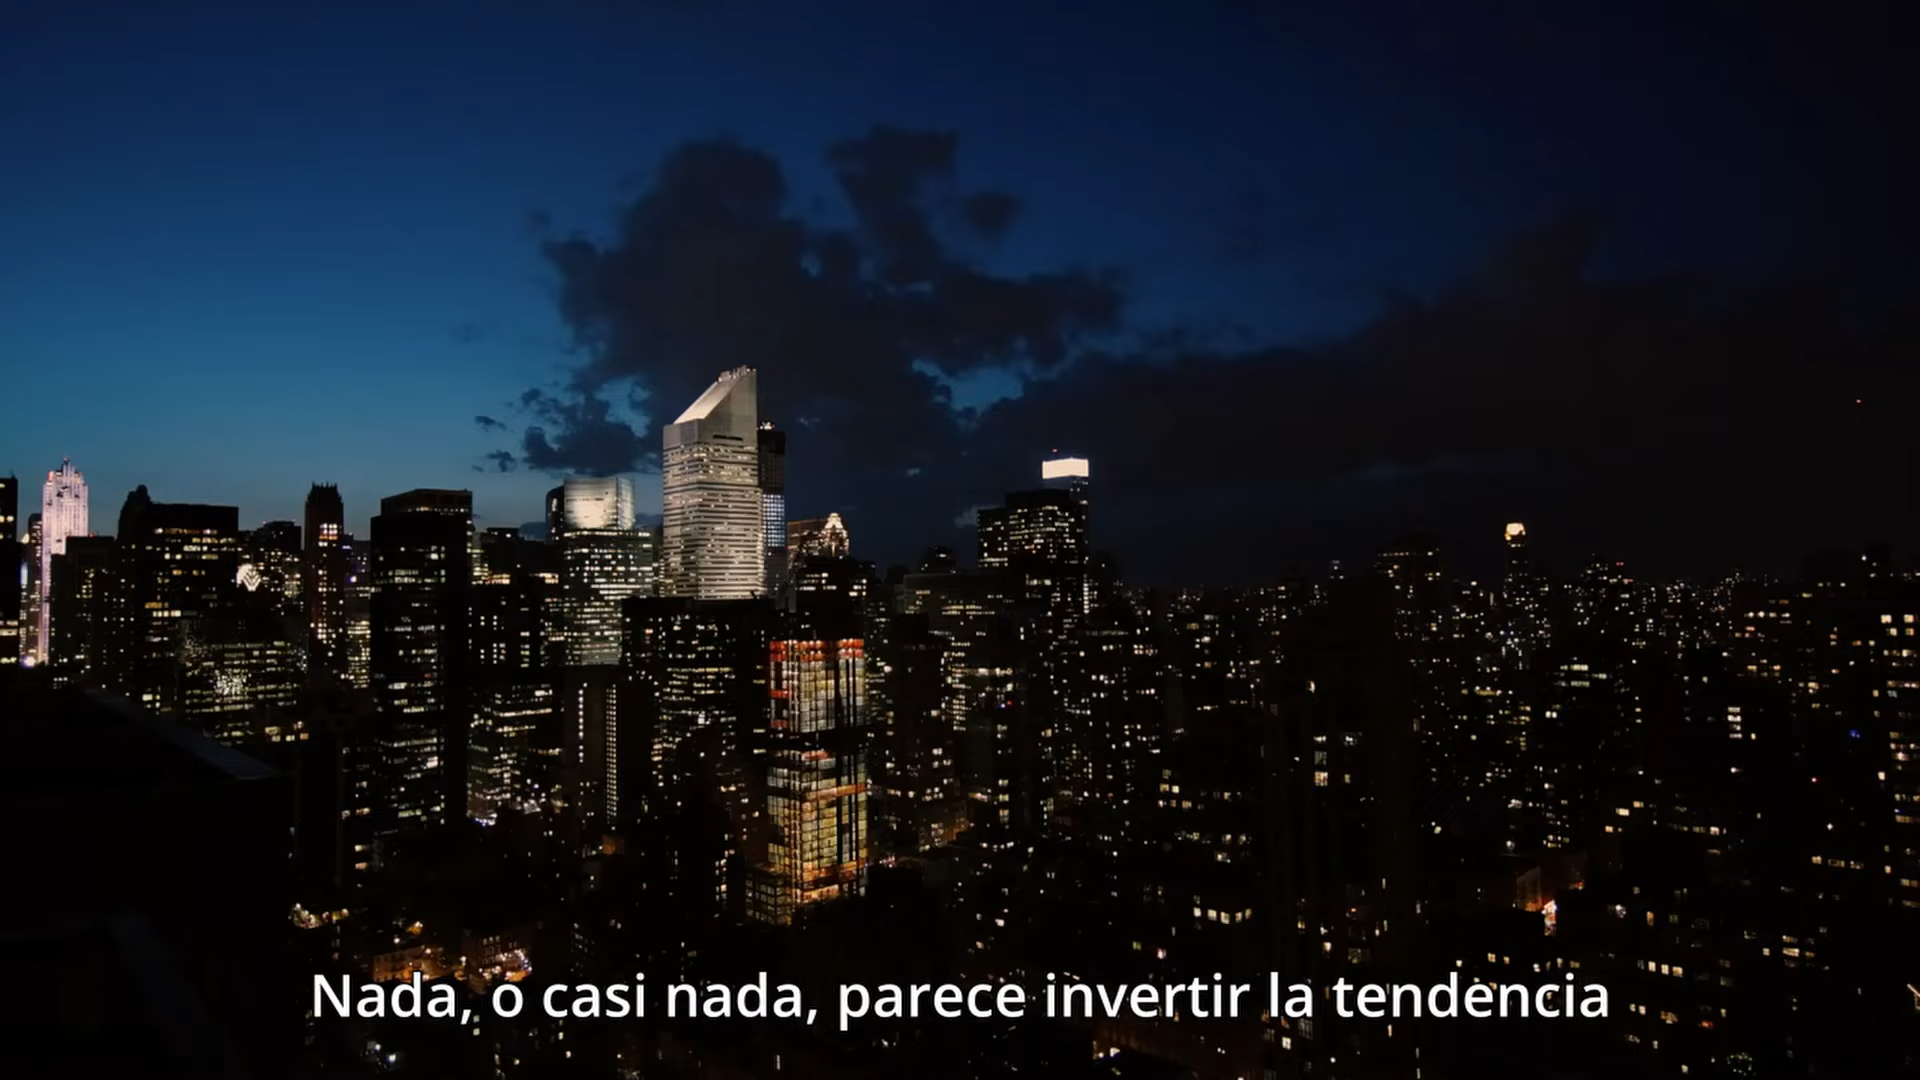 Nada, o casi nada, parece invertir la tendencia